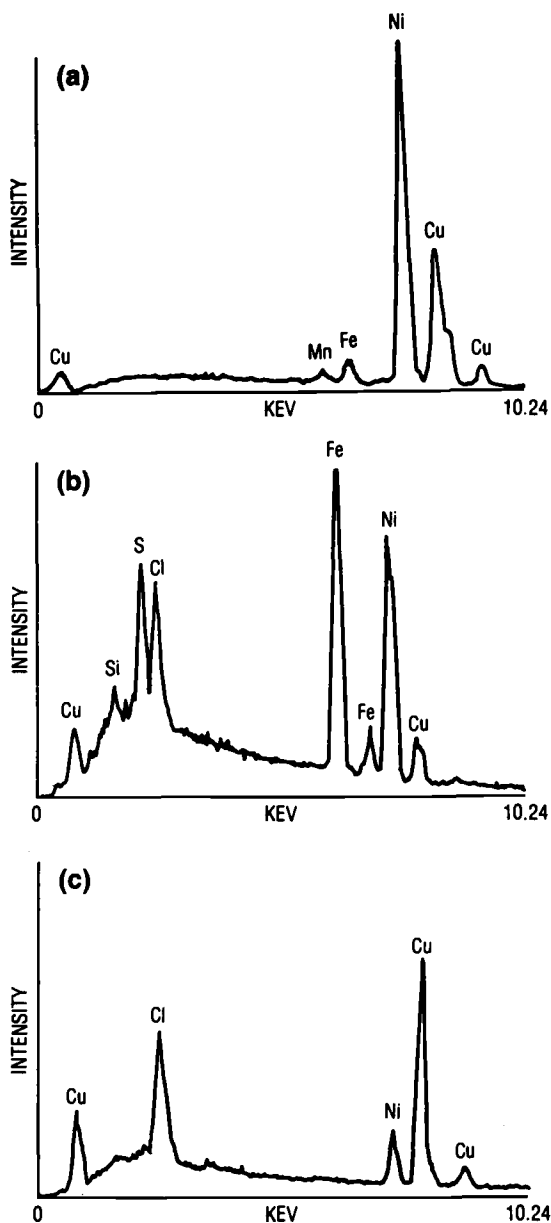 (a)
INTENSITY
Cu
Mn
Fe
Ni
Cu
Cu
0
KEV
10.24
(b)
INTENSITY
Cu
Si
S
Cl
Fe
Fe
Ni
Cu
0
KEV
10.24
(c)
INTENSITY
Cu
Cl
Ni
Cu
Cu
0
KEV
10.24